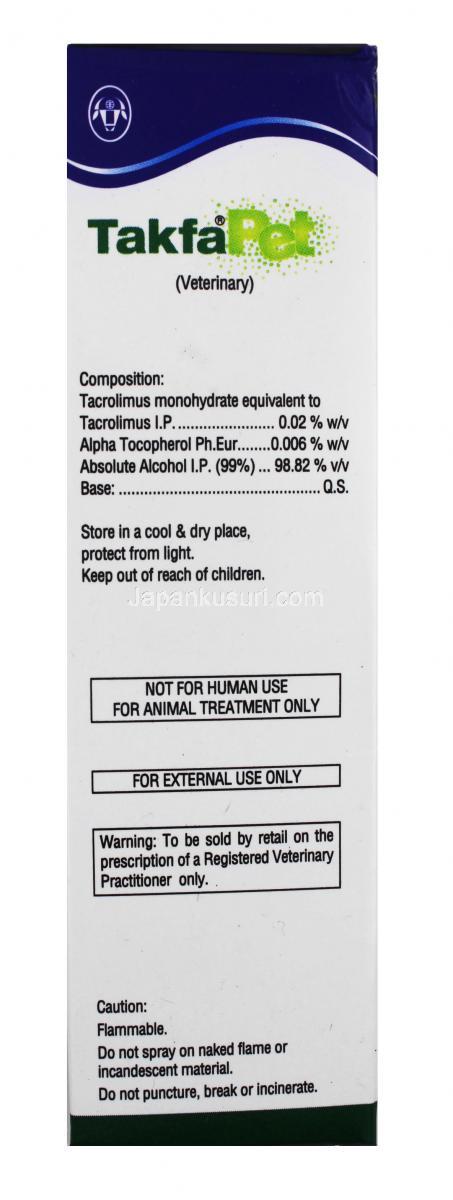 Takfa® Pet
(Veterinary)
Composition:
Tacrolimus monohydrate equivalent to
Tacrolimus I.P. ........................ 0.02 % w/v
Alpha Tocopherol Ph.Eur........0.006 % w/v
Absolute Alcohol I.P. (99%) ... 98.82 % v/v
Base: .................................................. Q.S.
Store in a cool & dry place,
protect from light.
Keep out of reach of children.
Japankusuri.com
NOT FOR HUMAN USE
FOR ANIMAL TREATMENT ONLY
FOR EXTERNAL USE ONLY
Warning: To be sold by retail on the
prescription of a Registered Veterinary
Practitioner only.
Caution:
Flammable.
Do not spray on naked flame or
incandescent material.
Do not puncture, break or incinerate.